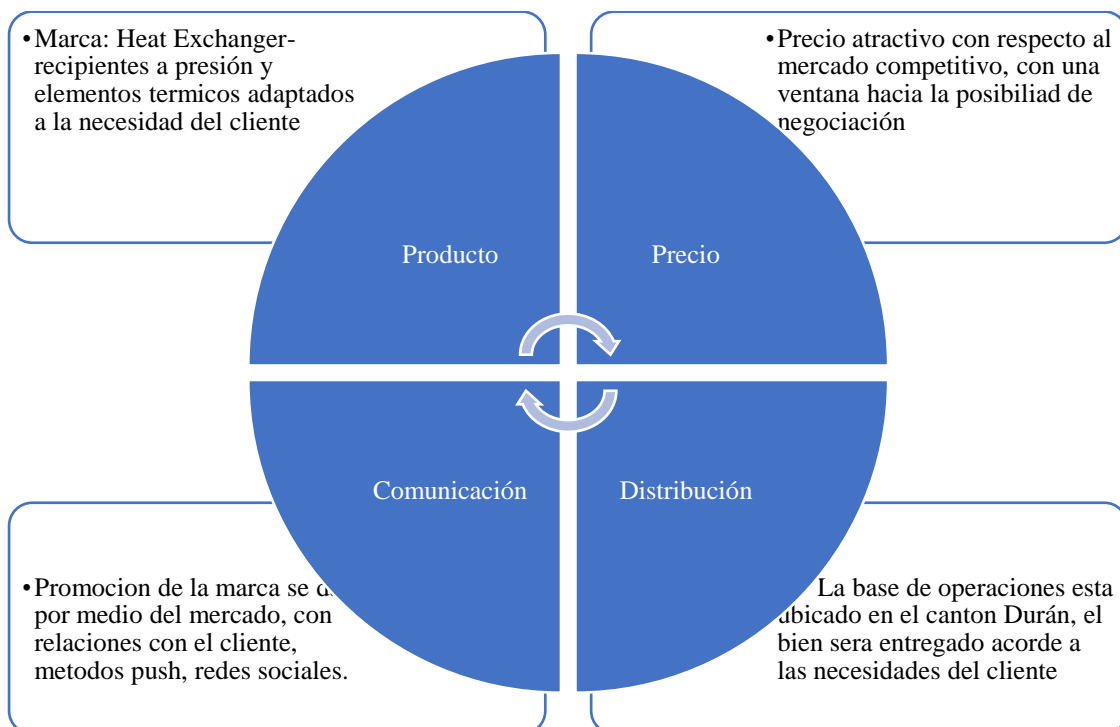 •Marca: Heat Exchanger-
recipientes a presión y
elementos termicos adaptados
a la necesidad del cliente
•Precio atractivo con respecto al
mercado competitivo, con una
ventana hacia la posibiliad de
negociación
Producto
Precio
Comunicación
Distribución
•Promocion de la marca se
por medio del mercado, con
relaciones con el cliente,
metodos push, redes sociales.
La base de operaciones esta
ubicado en el canton Durán, el
bien sera entregado acorde a
las necesidades del cliente